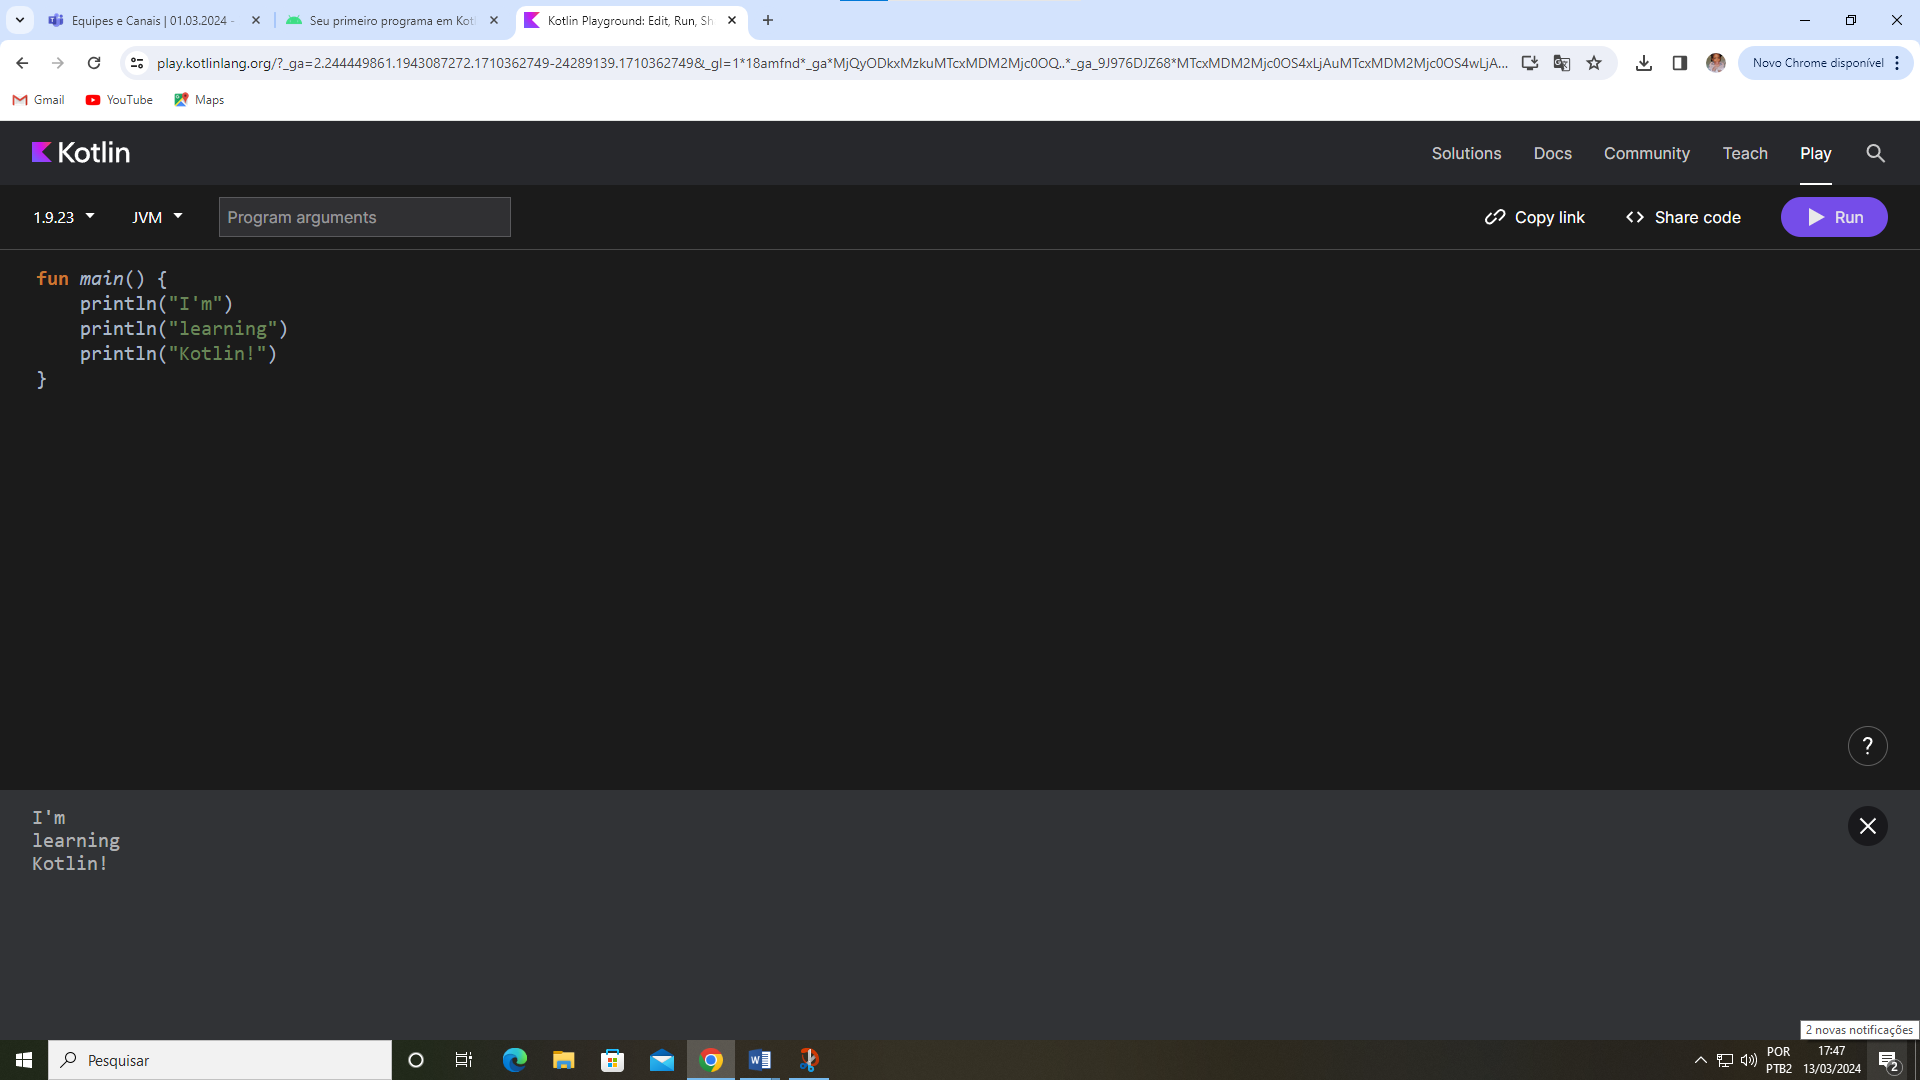 Equipes e Canais | 01.03.2024 -
Seu primeiro programa em Kotl
Kotlin Playground: Edit, Run, Sh
play.kotlinlang.org/?_ga=2.244449861.1943087272.1710362749-24289139.1710362749&_gl=1*18amfnd*_ga*MjQyODkxMzkuMTcxMDM2Mjc0OQ..*_ga_9J976DJZ68*MTcxMDM2Mjc0OS4xLjAuMTcxMDM2Mjc0OS4wLjA...
Novo Chrome disponível
Gmail
YouTube
Maps
Kotlin
Solutions
Docs
Community
Teach
Play
1.9.23
JVM
Program arguments
Copy link
Share code
Run
fun main() {
    println("I'm")
    println("learning")
    println("Kotlin!")
}
?
I'm
learning
Kotlin!
2 novas notificações
Pesquisar
POR
PTB2
17:47
13/03/2024
2